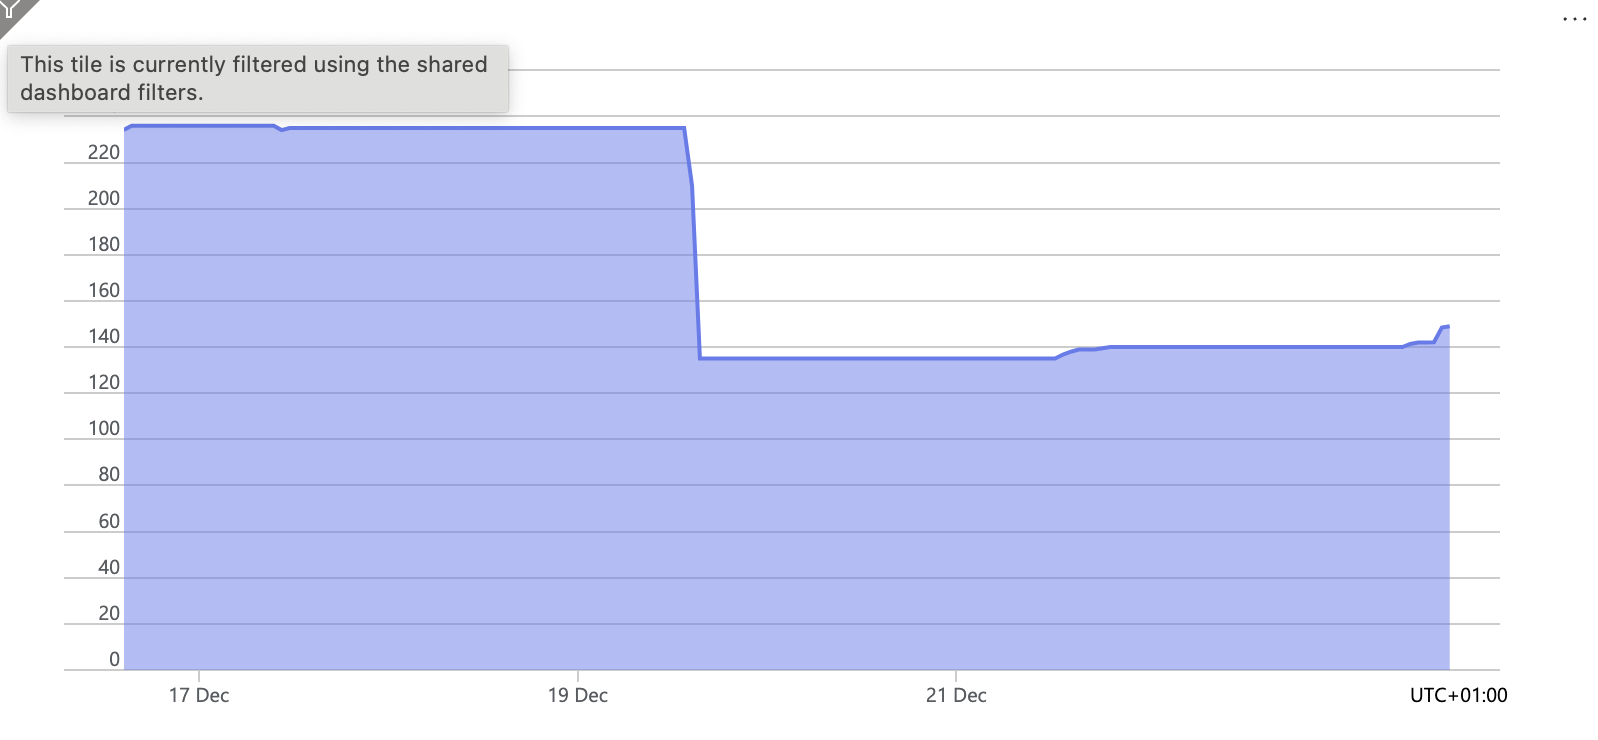 This tile is currently filtered using the shared
dashboard filters.
220
200
180
160
140
120
100
80
60
40
20
0
17 Dec
19 Dec
21 Dec
UTC+01:00